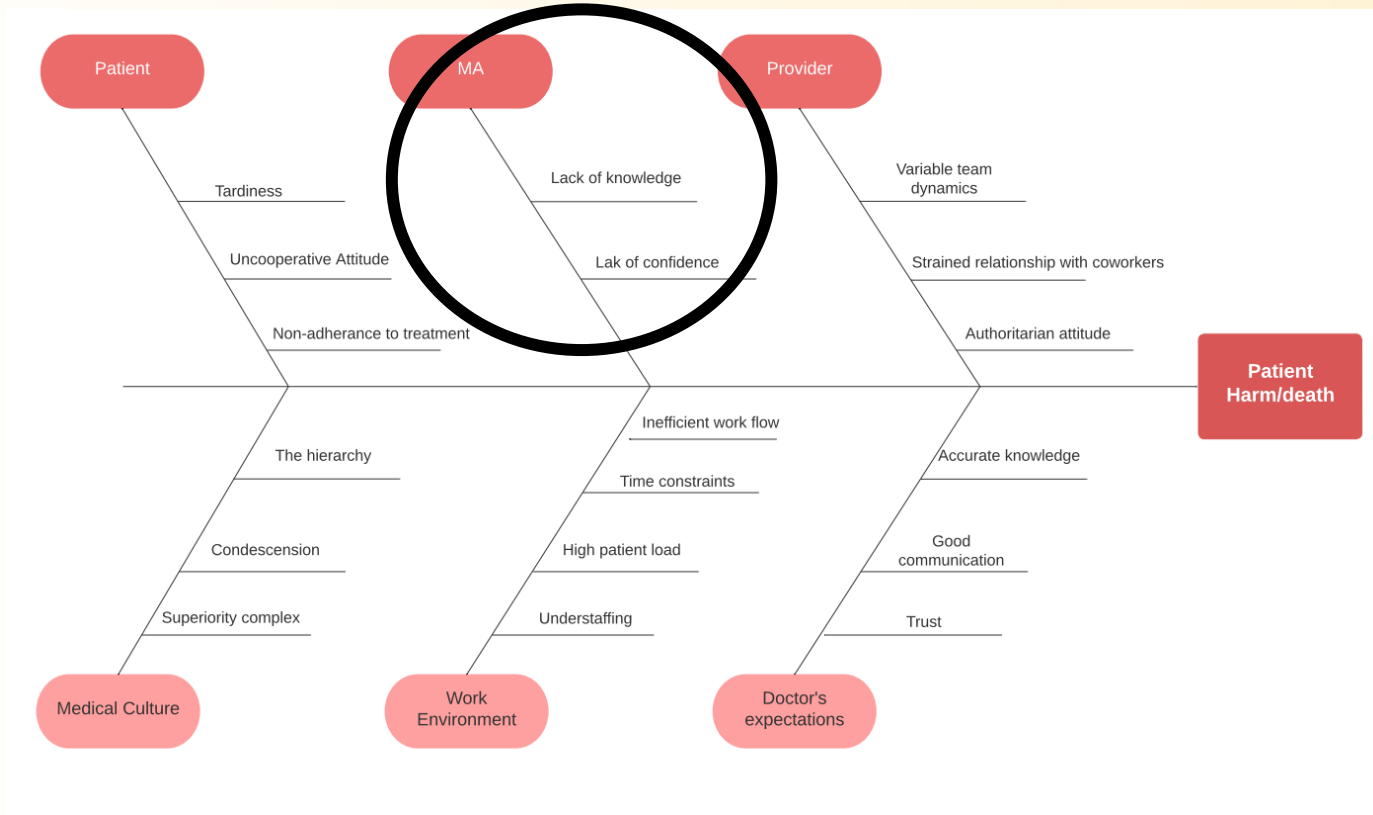 Patient
MA
Provider
Tardiness
Uncooperative Attitude
Non-adherance to treatment
Lack of knowledge
Lak of confidence
Variable team
dynamics
Strained relationship with coworkers
Authoritarian attitude
Patient
Harm/death
The hierarchy
Condescension
Superiority complex
Inefficient work flow
Time constraints
High patient load
Understaffing
Accurate knowledge
Good
communication
Trust
Medical Culture
Work
Environment
Doctor's
expectations